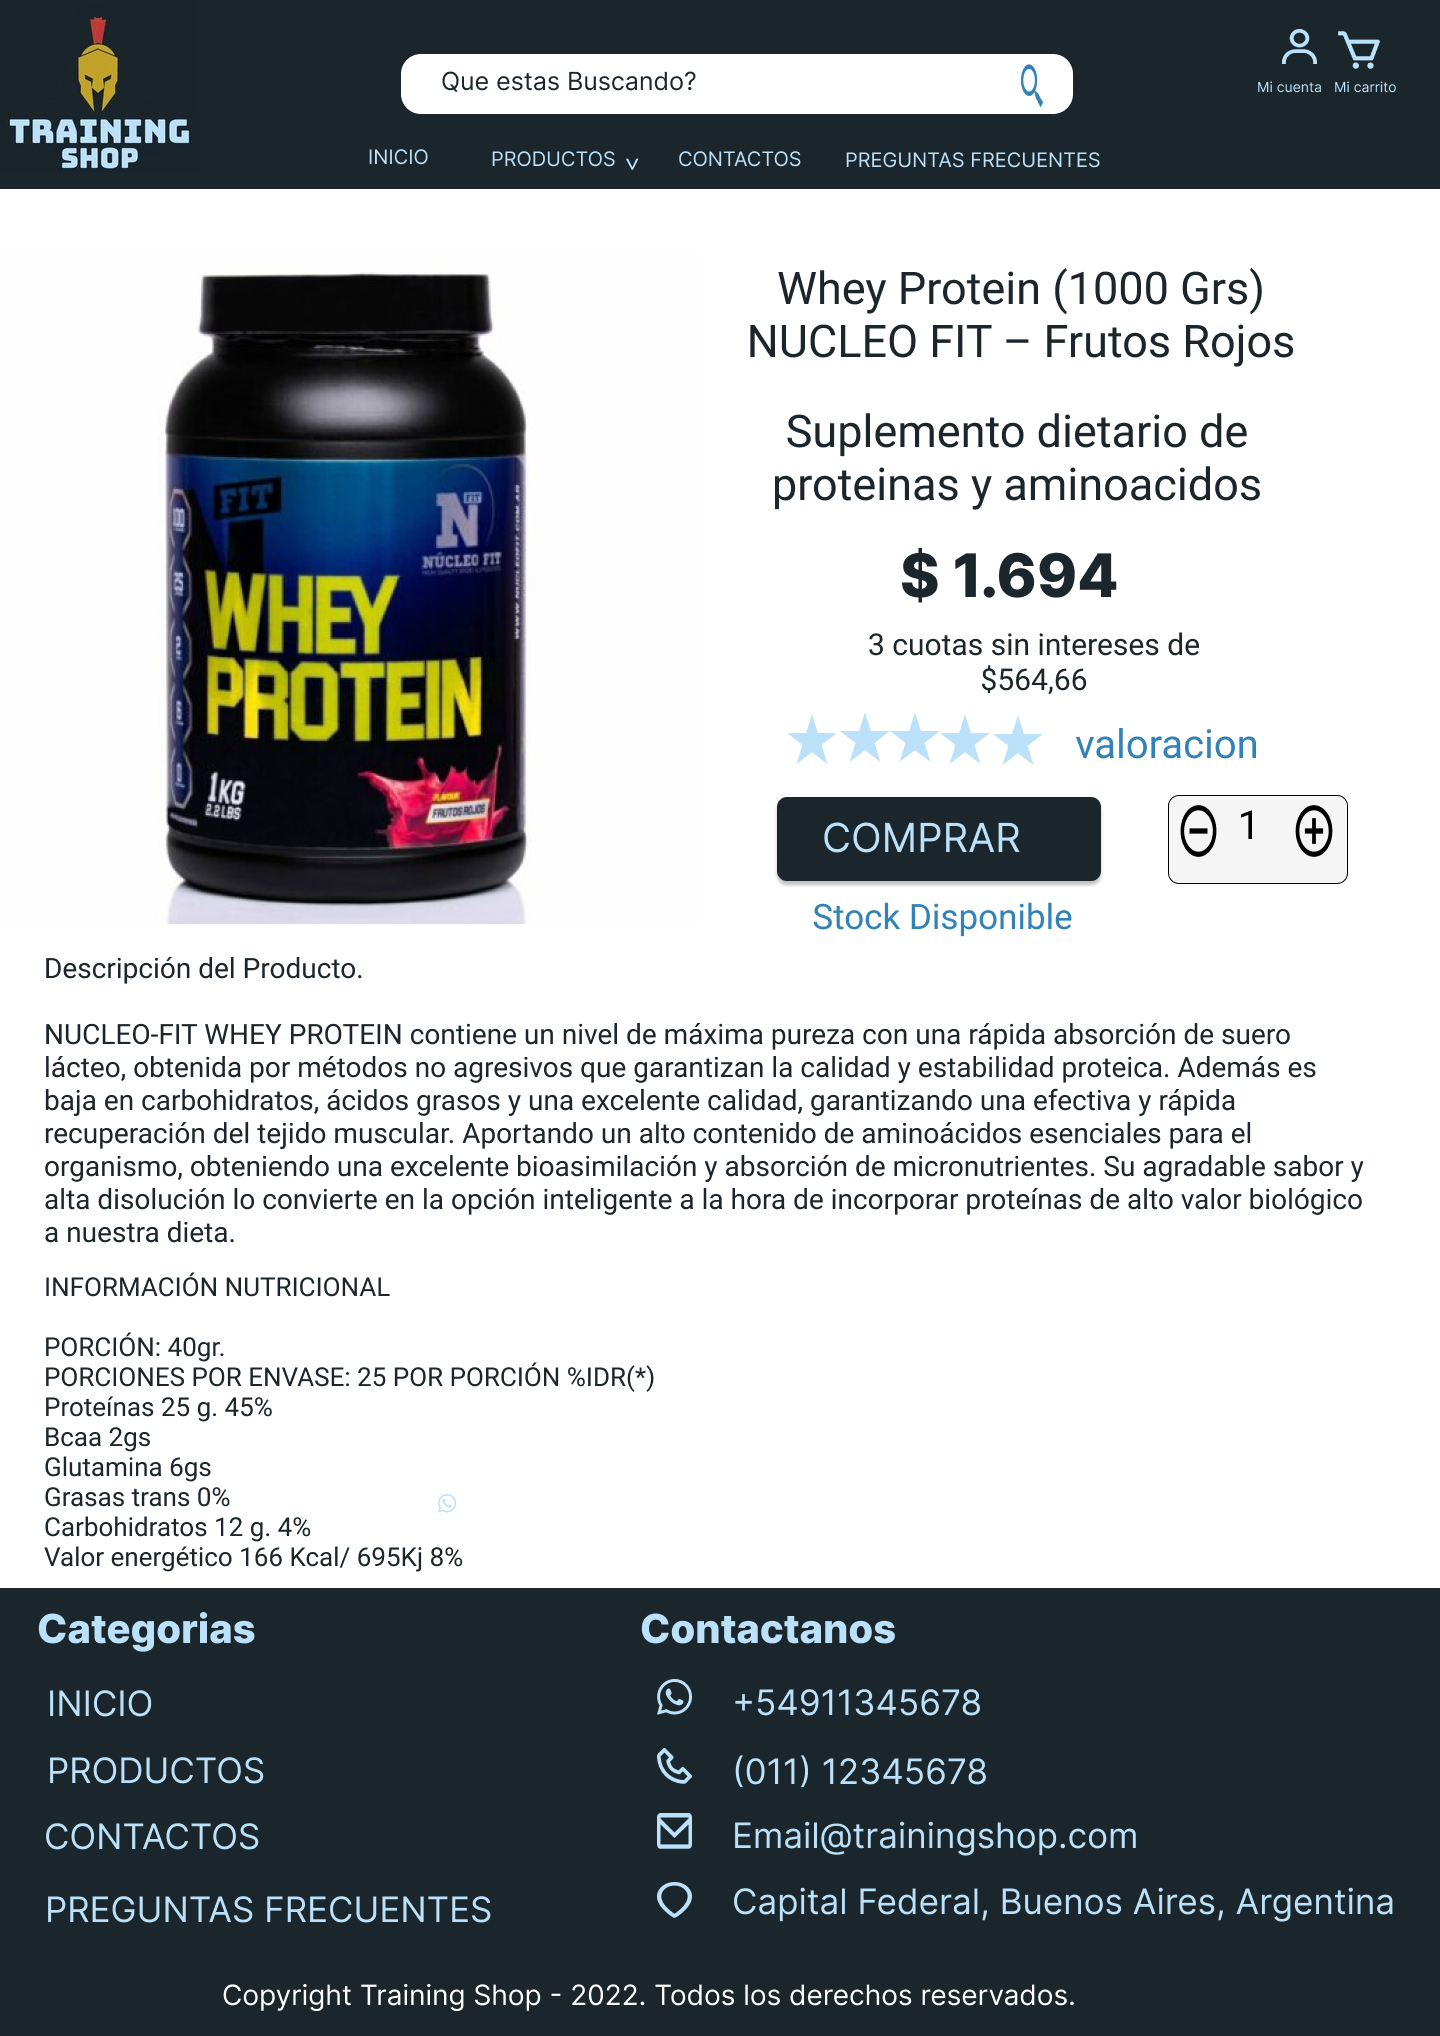 TRAINING
SHOP
Que estas Buscando?
Mi cuenta
Mi carrito
INICIO
PRODUCTOS
CONTACTOS
PREGUNTAS FRECUENTES
FIT
N FIT
NÚCLEO FIT
WHEY
PROTEIN
1KG
2.2LBS
FRUTOS ROJOS
Whey Protein (1000 Grs)
NUCLEO FIT – Frutos Rojos
Suplemento dietario de
proteinas y aminoacidos
$ 1.694
3 cuotas sin intereses de
$564,66
valoracion
COMPRAR
1
Stock Disponible
Descripción del Producto.
NUCLEO-FIT WHEY PROTEIN contiene un nivel de máxima pureza con una rápida absorción de suero
lácteo, obtenida por métodos no agresivos que garantizan la calidad y estabilidad proteica. Además es
baja en carbohidratos, ácidos grasos y una excelente calidad, garantizando una efectiva y rápida
recuperación del tejido muscular. Aportando un alto contenido de aminoácidos esenciales para el
organismo, obteniendo una excelente bioasimilación y absorción de micronutrientes. Su agradable sabor y
alta disolución lo convierte en la opción inteligente a la hora de incorporar proteínas de alto valor biológico
a nuestra dieta.
INFORMACIÓN NUTRICIONAL
PORCIÓN: 40gr.
PORCIONES POR ENVASE: 25 POR PORCIÓN %IDR(*)
Proteínas 25 g. 45%
Bcaa 2gs
Glutamina 6gs
Grasas trans 0%
Carbohidratos 12 g. 4%
Valor energético 166 Kcal/ 695Kj 8%
Categorias
INICIO
PRODUCTOS
CONTACTOS
PREGUNTAS FRECUENTES
Contactanos
+54911345678
(011) 12345678
Email@trainingshop.com
Capital Federal, Buenos Aires, Argentina
Copyright Training Shop - 2022. Todos los derechos reservados.